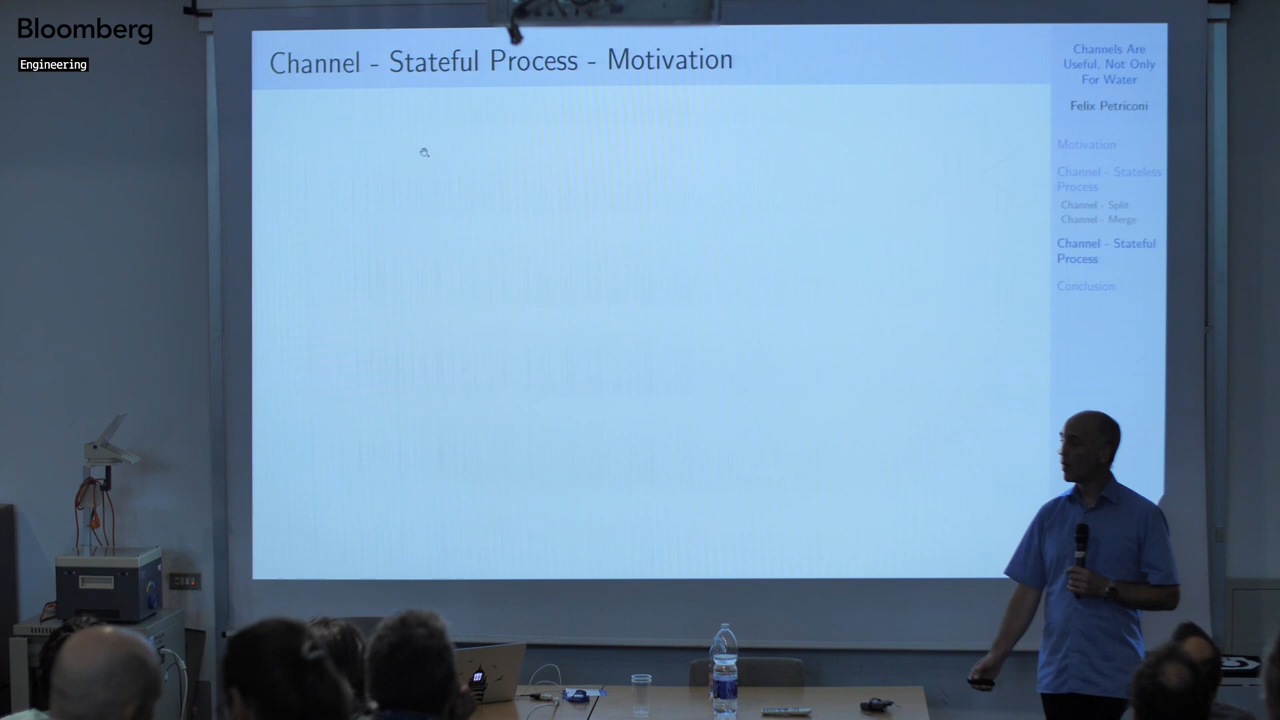 Bloomberg
Engineering
Channel - Stateful Process - Motivation
Channels Are
Useful, Not Only
For Water
Felix Petriconi
Motivation
Channel - Stateless
Process
Channel - Split
Channel - Merge
Channel - Stateful
Process
Conclusion